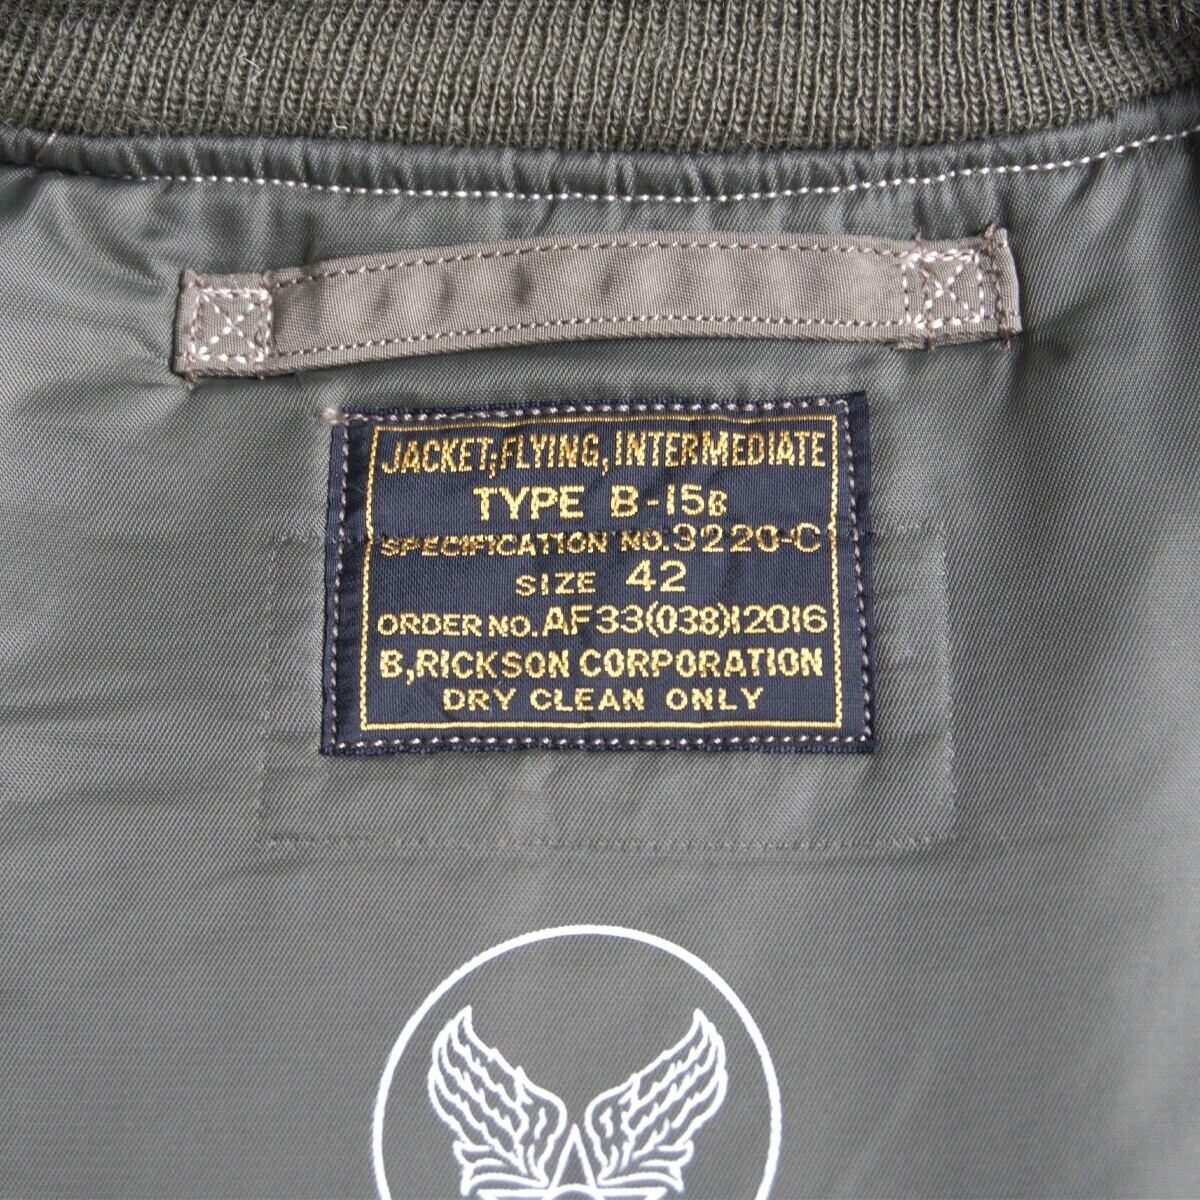 JACKET,FLYING, INTERMEDIATE
TYPE B-15B
SPECIFICATION NO.3220-C
SIZE 42
ORDER NO. AF33(038)12016
B,RICKSON CORPORATION
DRY CLEAN ONLY